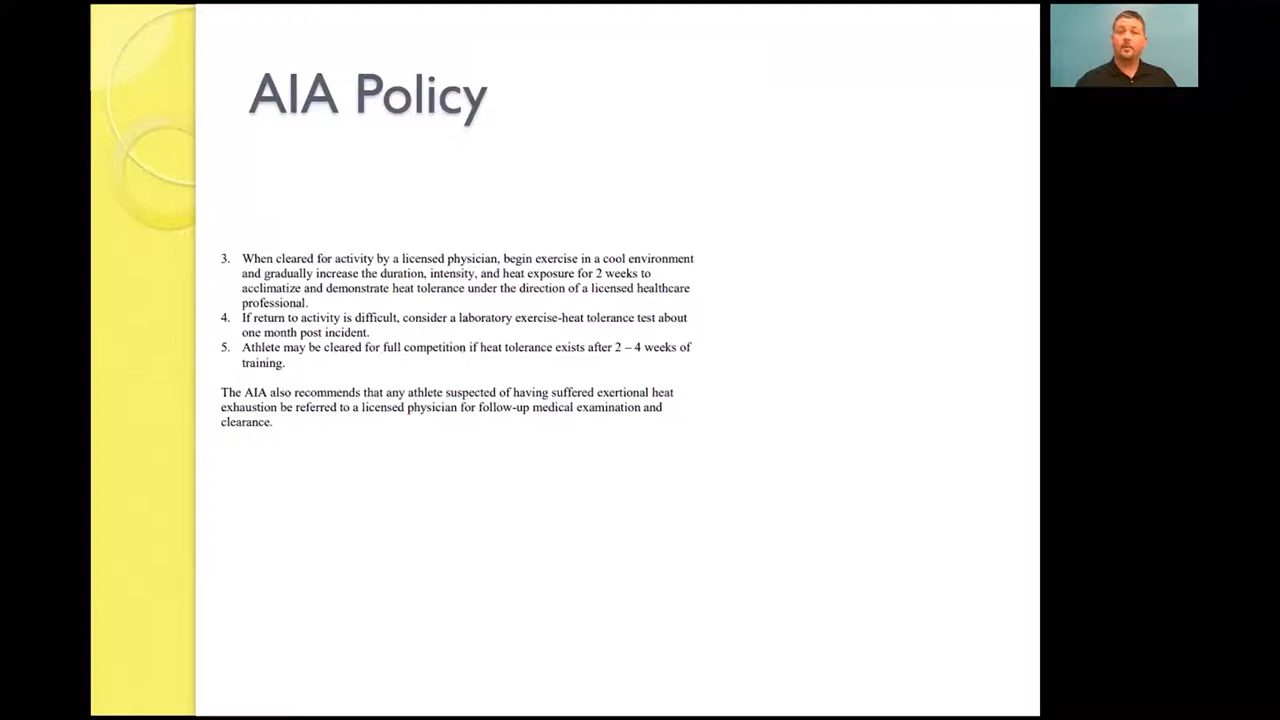 AIA Policy
3. When cleared for activity by a licensed physician, begin exercise in a cool environment
and gradually increase the duration, intensity, and heat exposure for 2 weeks to
acclimatize and demonstrate heat tolerance under the direction of a licensed healthcare
professional.
4. If return to activity is difficult, consider a laboratory exercise-heat tolerance test about
one month post incident.
5. Athlete may be cleared for full competition if heat tolerance exists after 2 – 4 weeks of
training.
The AIA also recommends that any athlete suspected of having suffered exertional heat
exhaustion be referred to a licensed physician for follow-up medical examination and
clearance.